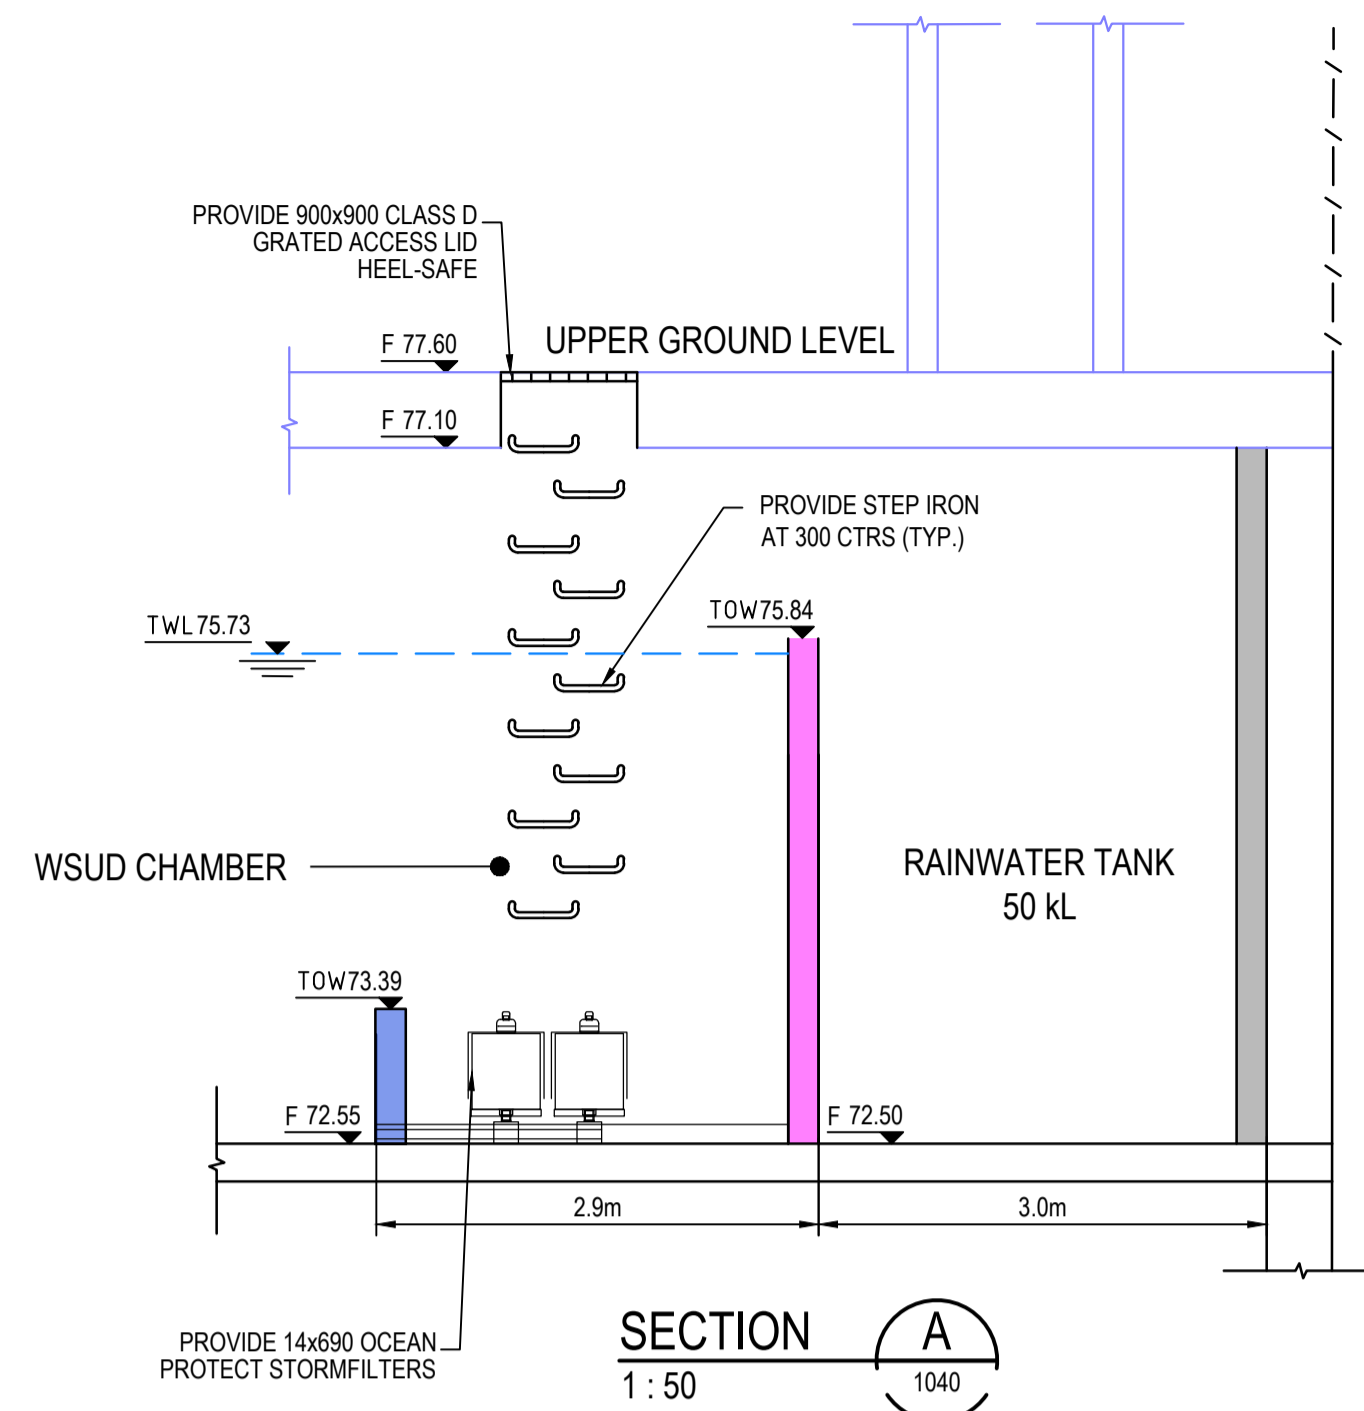 PROVIDE 900x900 CLASS D
GRATED ACCESS LID
HEEL-SAFE
F 77.60
UPPER GROUND LEVEL
F 77.10
PROVIDE STEP IRON
AT 300 CTRS (TYP.)
TWL75.73
TOW75.84
WSUD CHAMBER
RAINWATER TANK
50 kL
TOW73.39
F 72.55
F 72.50
2.9m
3.0m
PROVIDE 14x690 OCEAN
PROTECT STORMFILTERS
SECTION
1 : 50
A
1040